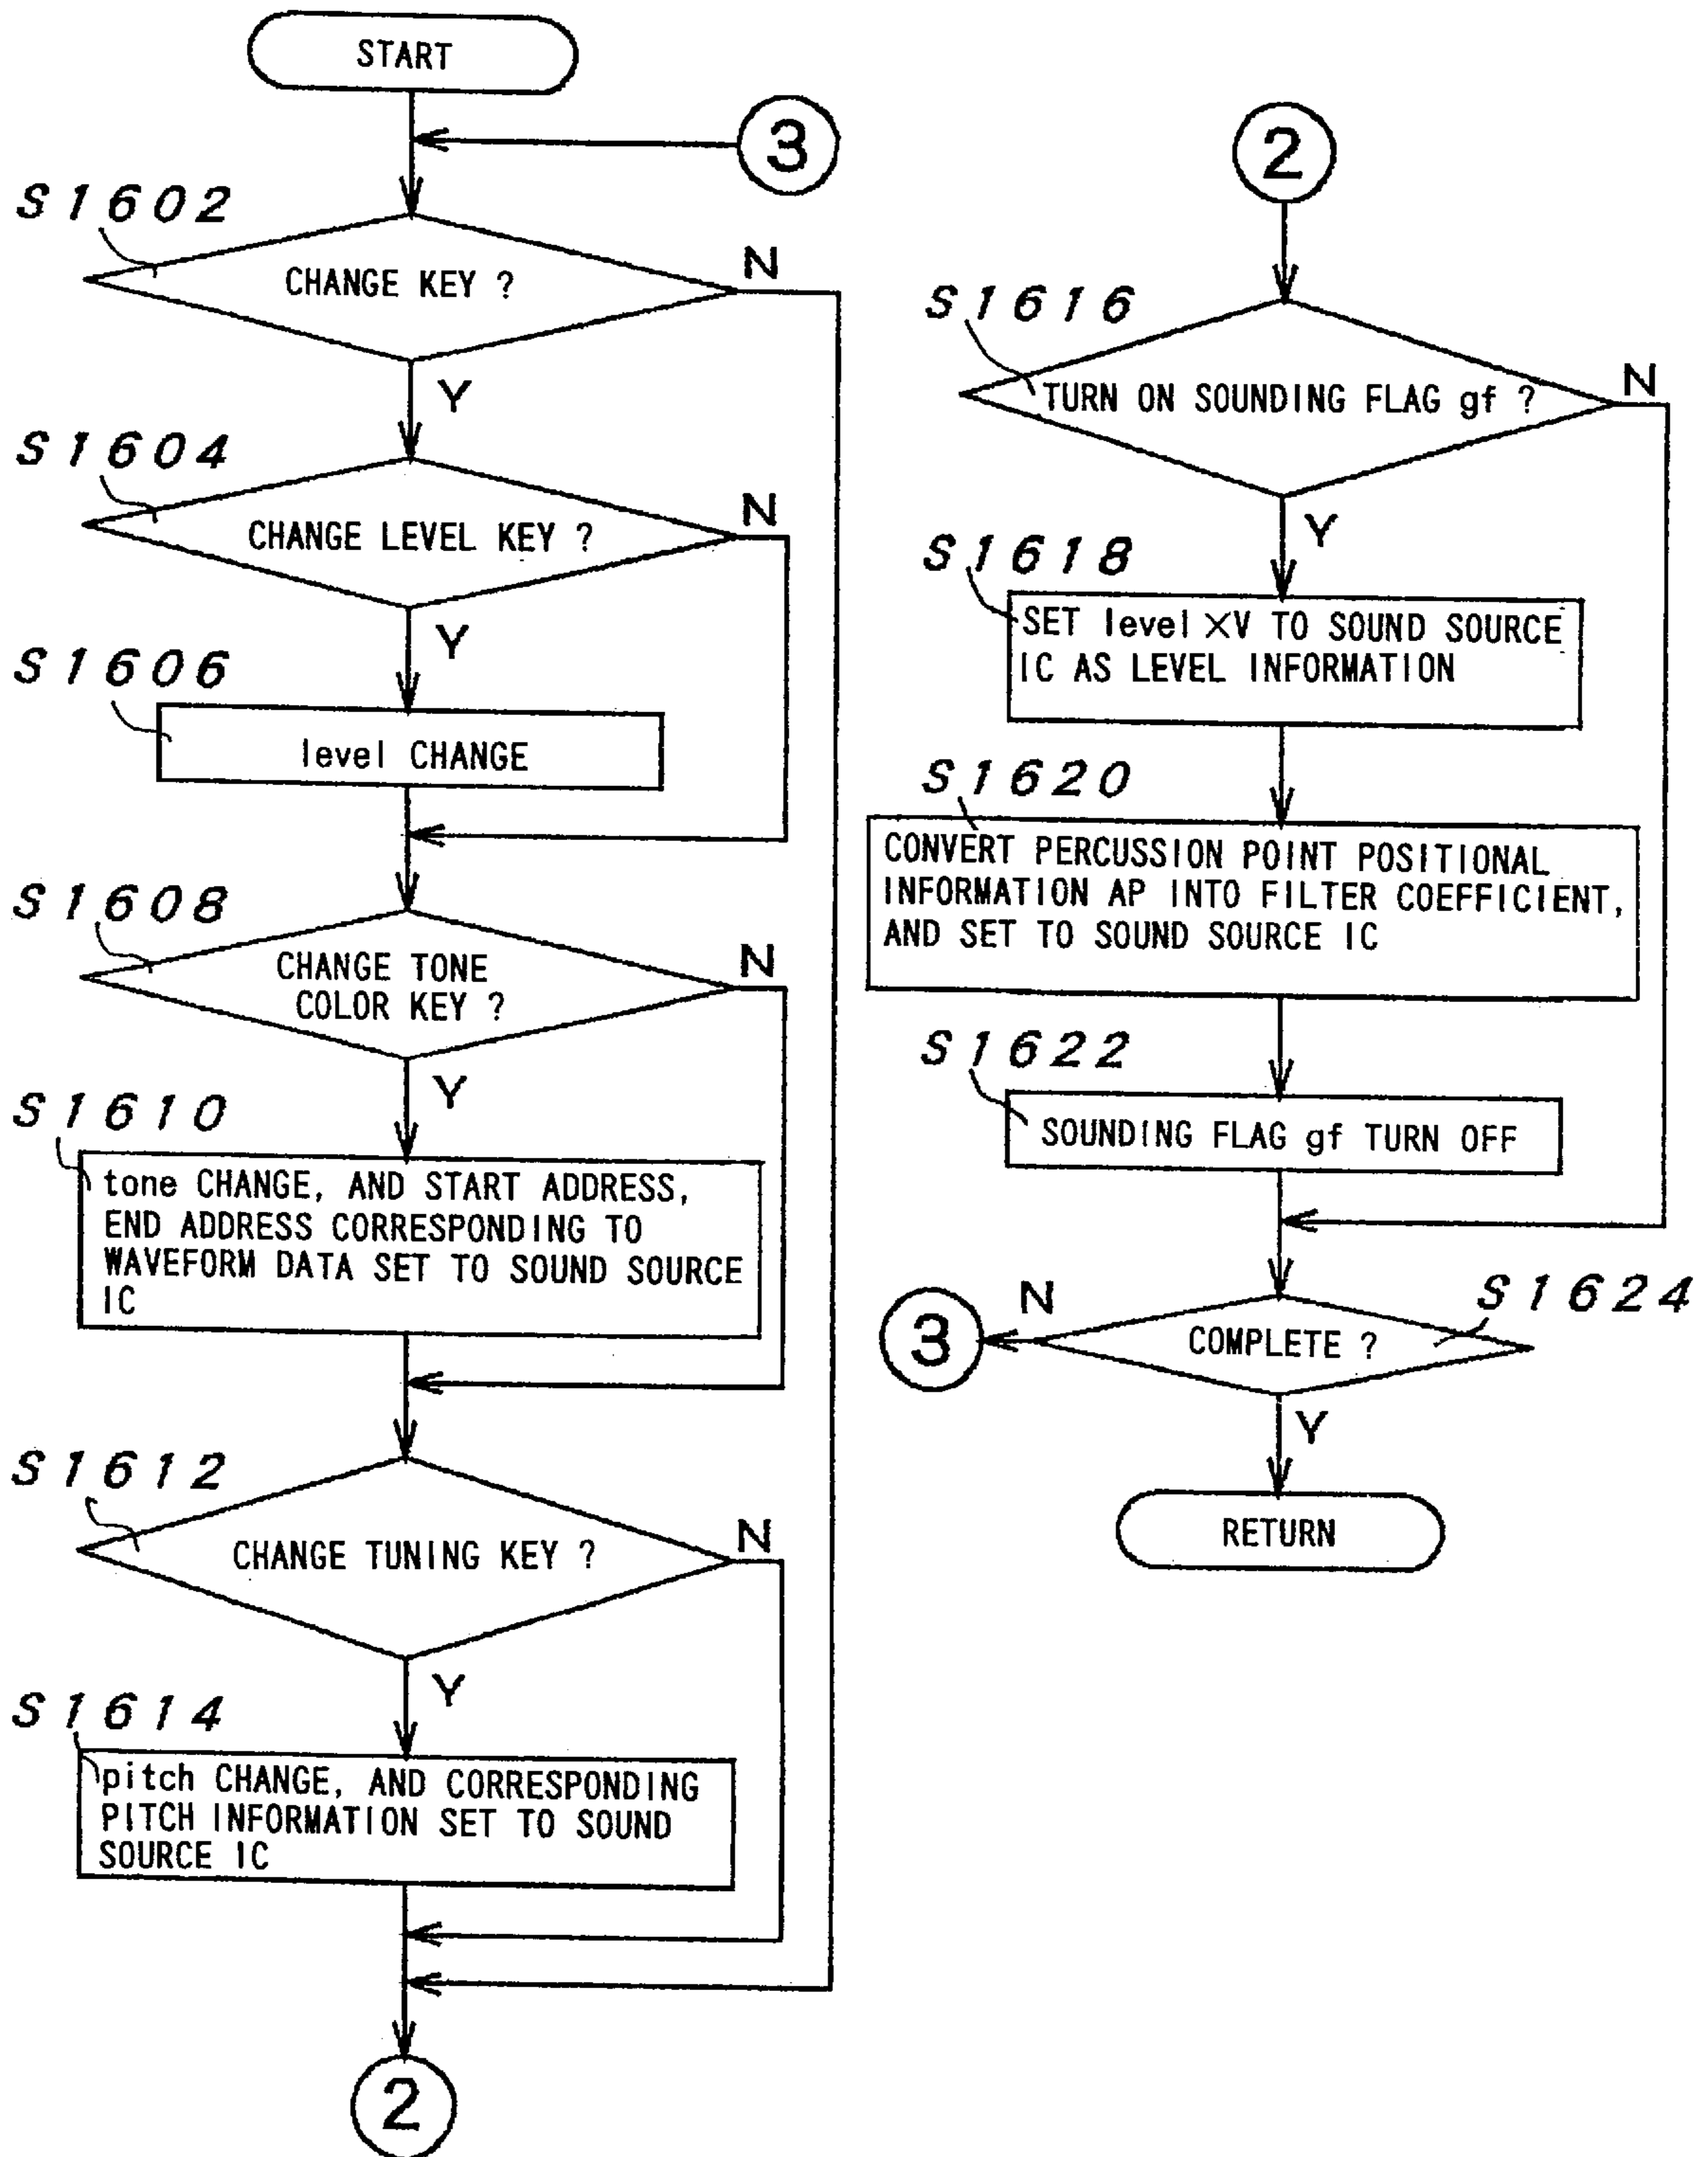 START
3
S1602
CHANGE KEY ?
N
Y
S1604
CHANGE LEVEL KEY ?
N
Y
S1606
level CHANGE
S1608
CHANGE TONE
COLOR KEY ?
N
Y
S1610
tone CHANGE, AND START ADDRESS,
END ADDRESS CORRESPONDING TO
WAVEFORM DATA SET TO SOUND SOURCE
IC
S1612
CHANGE TUNING KEY ?
N
Y
S1614
pitch CHANGE, AND CORRESPONDING
PITCH INFORMATION SET TO SOUND
SOURCE IC
2
2
S1616
TURN ON SOUNDING FLAG gf ?
N
Y
S1618
SET level ×V TO SOUND SOURCE
IC AS LEVEL INFORMATION
S1620
CONVERT PERCUSSION POINT POSITIONAL
INFORMATION AP INTO FILTER COEFFICIENT,
AND SET TO SOUND SOURCE IC
S1622
SOUNDING FLAG gf TURN OFF
S1624
COMPLETE ?
N
3
Y
RETURN